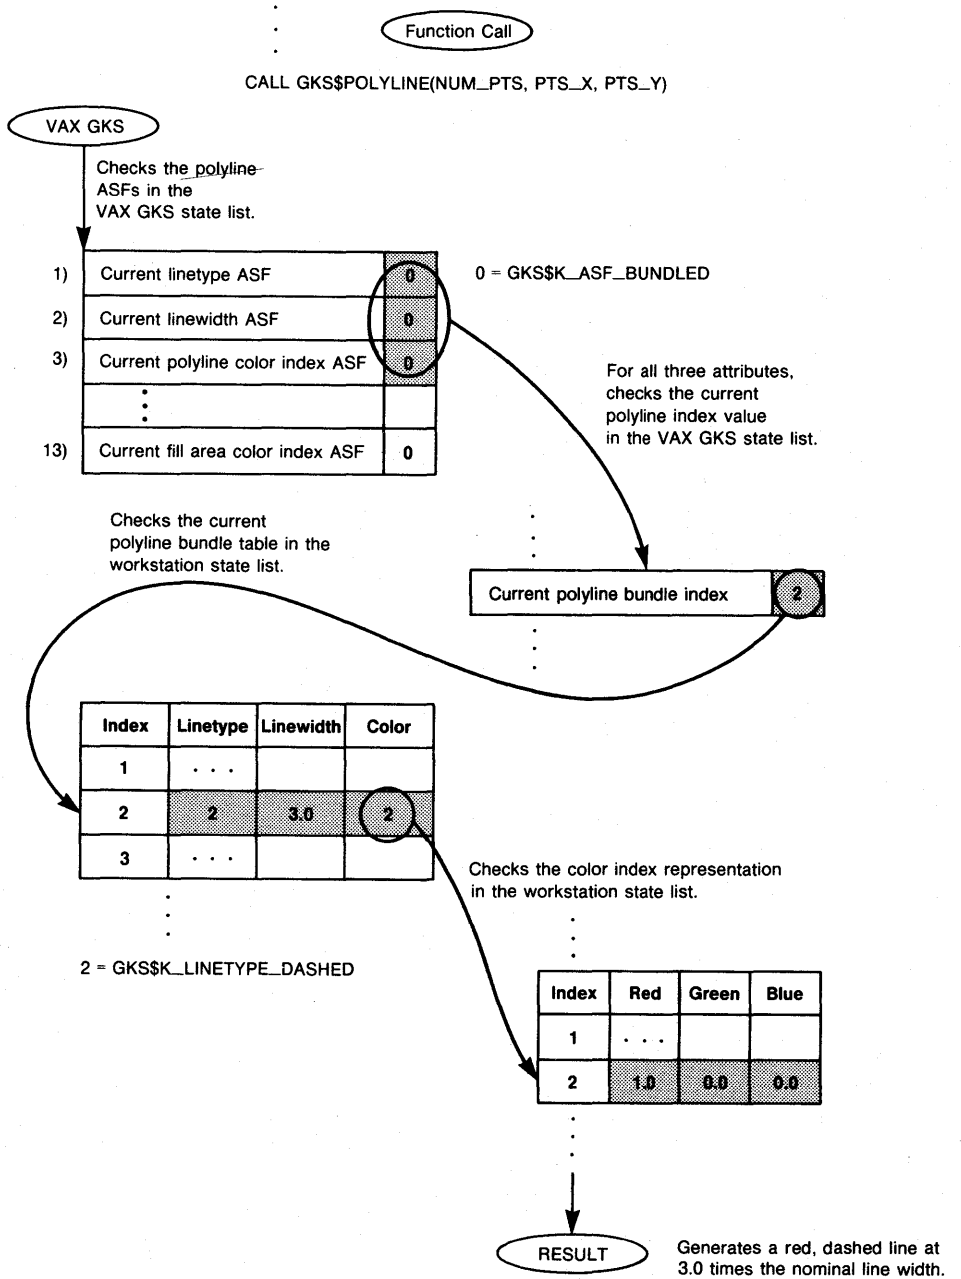 Function Call
CALL GKS$POLYLINE(NUM_PTS, PTS_X, PTS_Y)
VAX GKS
Checks the polyline
ASFs in the
VAX GKS state list.
1) Current linetype ASF 0
0 = GKS$K_ASF_BUNDLED
2) Current linewidth ASF 0
3) Current polyline color index ASF 0
For all three attributes,
checks the current
polyline index value
in the VAX GKS state list.
13) Current fill area color index ASF 0
Checks the current
polyline bundle table in the
workstation state list.
Current polyline bundle index 2
Index Linetype Linewidth Color
1 . . .
2 2 3.0 2
3 . . .
Checks the color index representation
in the workstation state list.
2 = GKS$K_LINETYPE_DASHED
Index Red Green Blue
1 . . .
2 1.0 0.0 0.0
RESULT
Generates a red, dashed line at
3.0 times the nominal line width.